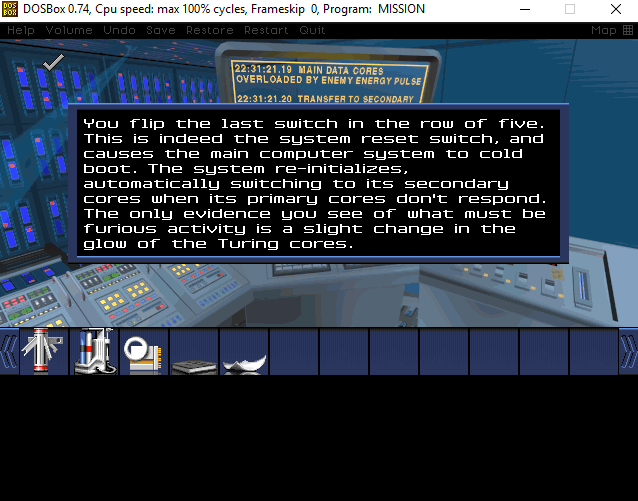 DOSBox 0.74, Cpu speed: max 100% cycles, Frameskip 0, Program: MISSION
Help Volume Undo Save Restore Restart Quit Map
22:31:21.19 MAIN DATA CORES
OVERLOADED BY ENEMY ENERGY PULSE
22:31:21.20 TRANSFER TO SECONDARY
You flip the last switch in the row of five.
This is indeed the system reset switch, and
causes the main computer system to cold
boot. The system re-initializes,
automatically switching to its secondary
cores when its primary cores don't respond.
The only evidence you see of what must be
furious activity is a slight change in the
glow of the Turing cores.